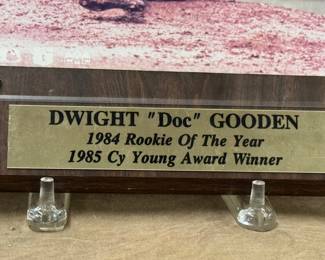 DWIGHT "Doc" GOODEN
1984 Rookie Of The Year
1985 Cy Young Award Winner